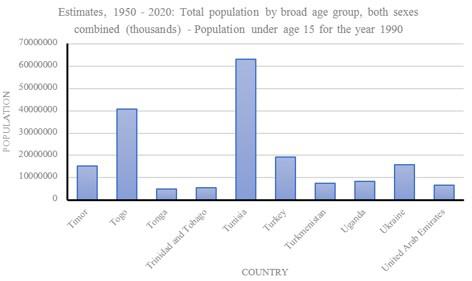 Estimates, 1950 - 2020: Total population by broad age group, both sexes
combined (thousands) - Population under age 15 for the year 1990
70000000
60000000
50000000
40000000
30000000
20000000
10000000
0
POPULATION
Timor
Togo
Tonga
Trinidad and Tobago
Tunisia
Turkey
Turkmenistan
Uganda
Ukraine
United Arab Emirates
COUNTRY